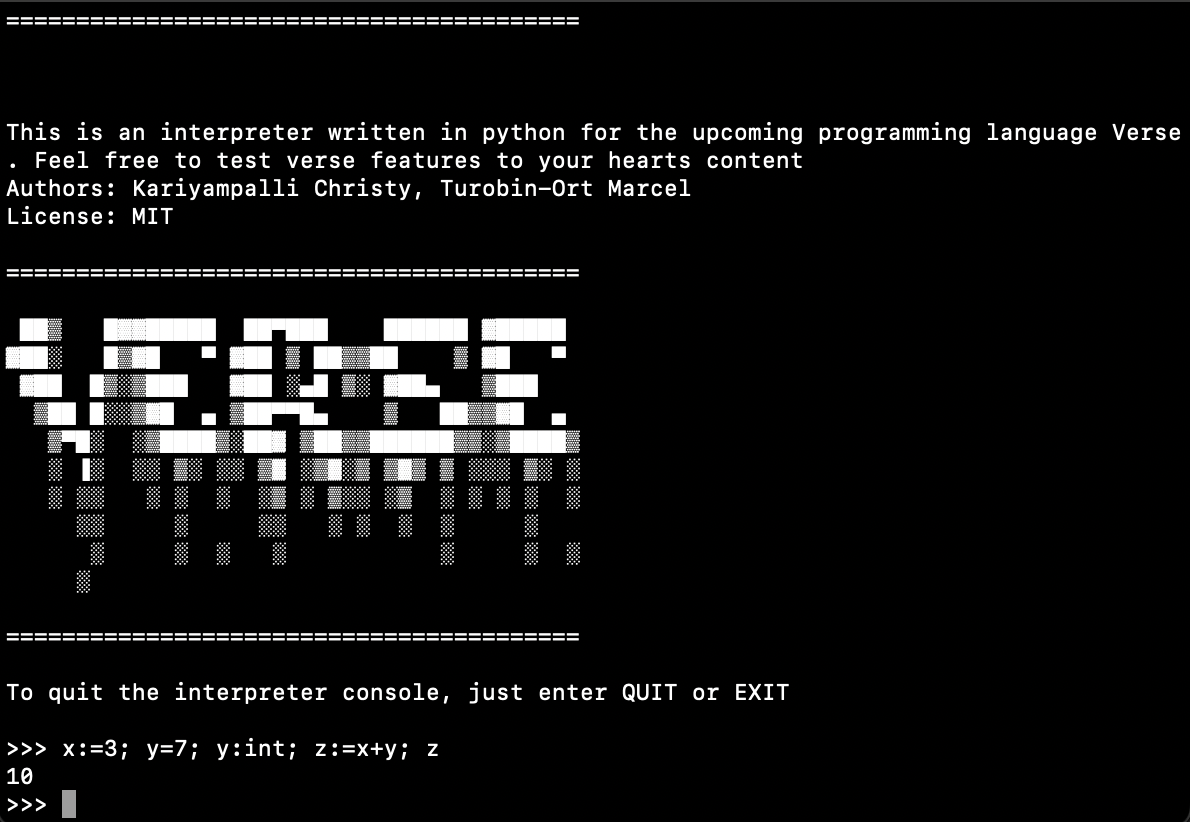 =========================================
This is an interpreter written in python for the upcoming programming language Verse
. Feel free to test verse features to your hearts content
Authors: Kariyampalli Christy, Turobin-Ort Marcel
License: MIT
=========================================
VERSE
=========================================
To quit the interpreter console, just enter QUIT or EXIT
>>> x:=3; y=7; y:int; z:=x+y; z
10
>>>